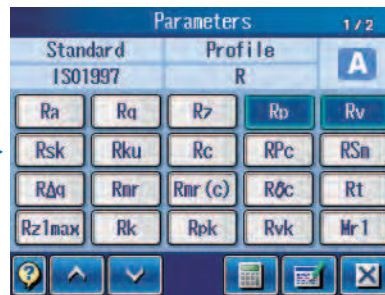 Parameters 1/2
Standard Profile
ISO1997 R
A
Ra Rq Rz Rp Rv
Rsk Rku Rc RPc RSm
RΔq Rmr Rmr(c) Rδc Rt
Rz1max Rk Rpk Rvk Mr1
?